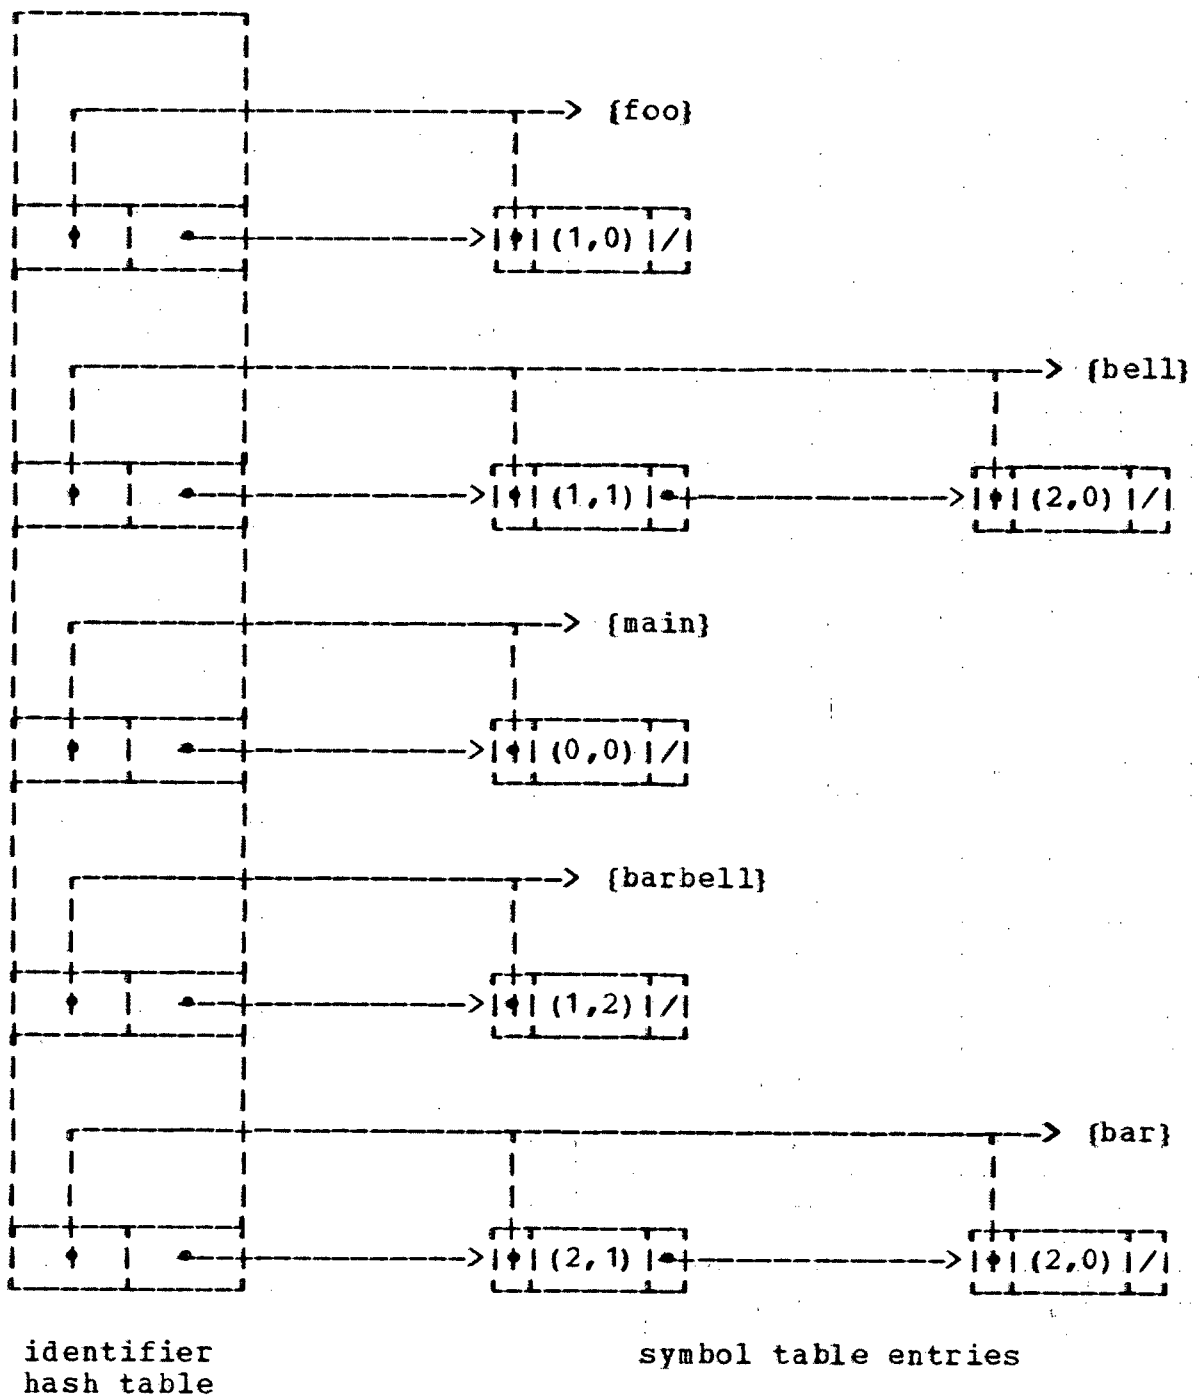 {foo}
(1,0) /
{bell}
(1,1) (2,0) /
{main}
(0,0) /
{barbell}
(1,2) /
{bar}
(2,1) (2,0) /
identifier symbol table entries
hash table